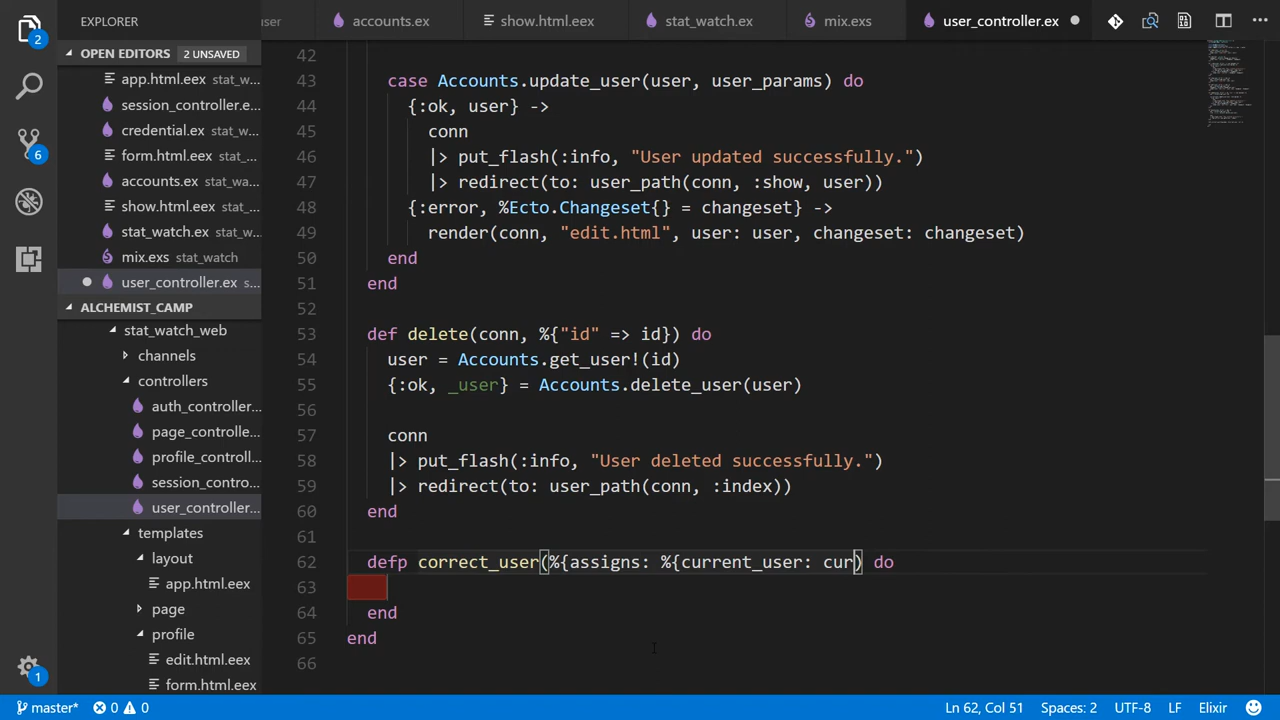 EXPLORER
user
accounts.ex
show.html.eex
stat_watch.ex
mix.exs
user_controller.ex
OPEN EDITORS 2 UNSAVED
app.html.eex stat_w...
session_controller.e...
credential.ex stat_w...
form.html.eex stat_...
accounts.ex stat_wa...
show.html.eex stat_...
stat_watch.ex stat_w...
mix.exs stat_watch
user_controller.ex s...
ALCHEMIST_CAMP
stat_watch_web
channels
controllers
auth_controller...
page_controlle...
profile_controll...
session_contro...
user_controller...
templates
layout
app.html.eex
page
profile
edit.html.eex
form.html.eex
2
6
1
42
43 case Accounts.update_user(user, user_params) do
44 {:ok, user} ->
45 conn
46 |> put_flash(:info, "User updated successfully.")
47 |> redirect(to: user_path(conn, :show, user))
48 {:error, %Ecto.Changeset{} = changeset} ->
49 render(conn, "edit.html", user: user, changeset: changeset)
50 end
51 end
52
53 def delete(conn, %{"id" => id}) do
54 user = Accounts.get_user!(id)
55 {:ok, _user} = Accounts.delete_user(user)
56
57 conn
58 |> put_flash(:info, "User deleted successfully.")
59 |> redirect(to: user_path(conn, :index))
60 end
61
62 defp correct_user(%{assigns: %{current_user: cur) do
63
64 end
65 end
66
master* 0 0 Ln 62, Col 51 Spaces: 2 UTF-8 LF Elixir